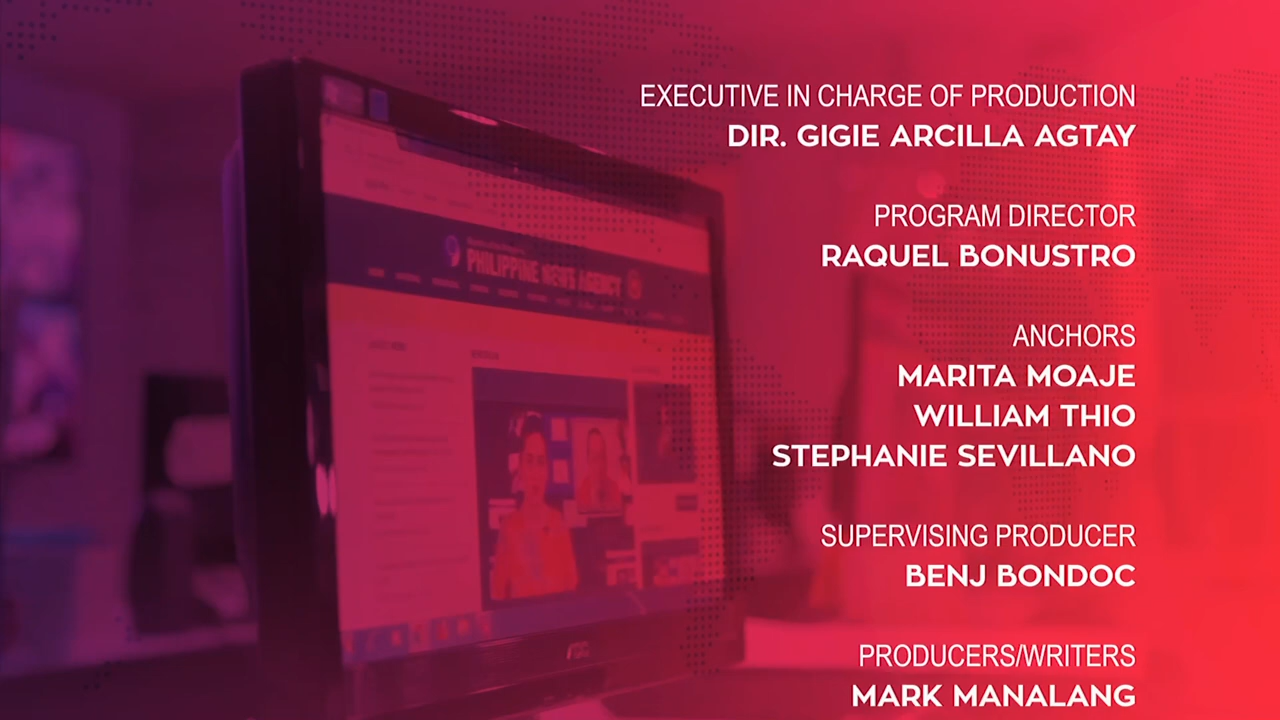 EXECUTIVE IN CHARGE OF PRODUCTION
DIR. GIGIE ARCILLA AGTAY
PROGRAM DIRECTOR
RAQUEL BONUSTRO
ANCHORS
MARITA MOAJE
WILLIAM THIO
STEPHANIE SEVILLANO
SUPERVISING PRODUCER
BENJ BONDOC
PRODUCERS/WRITERS
MARK MANALANG
PHILIPPINE NEWS AGENCY